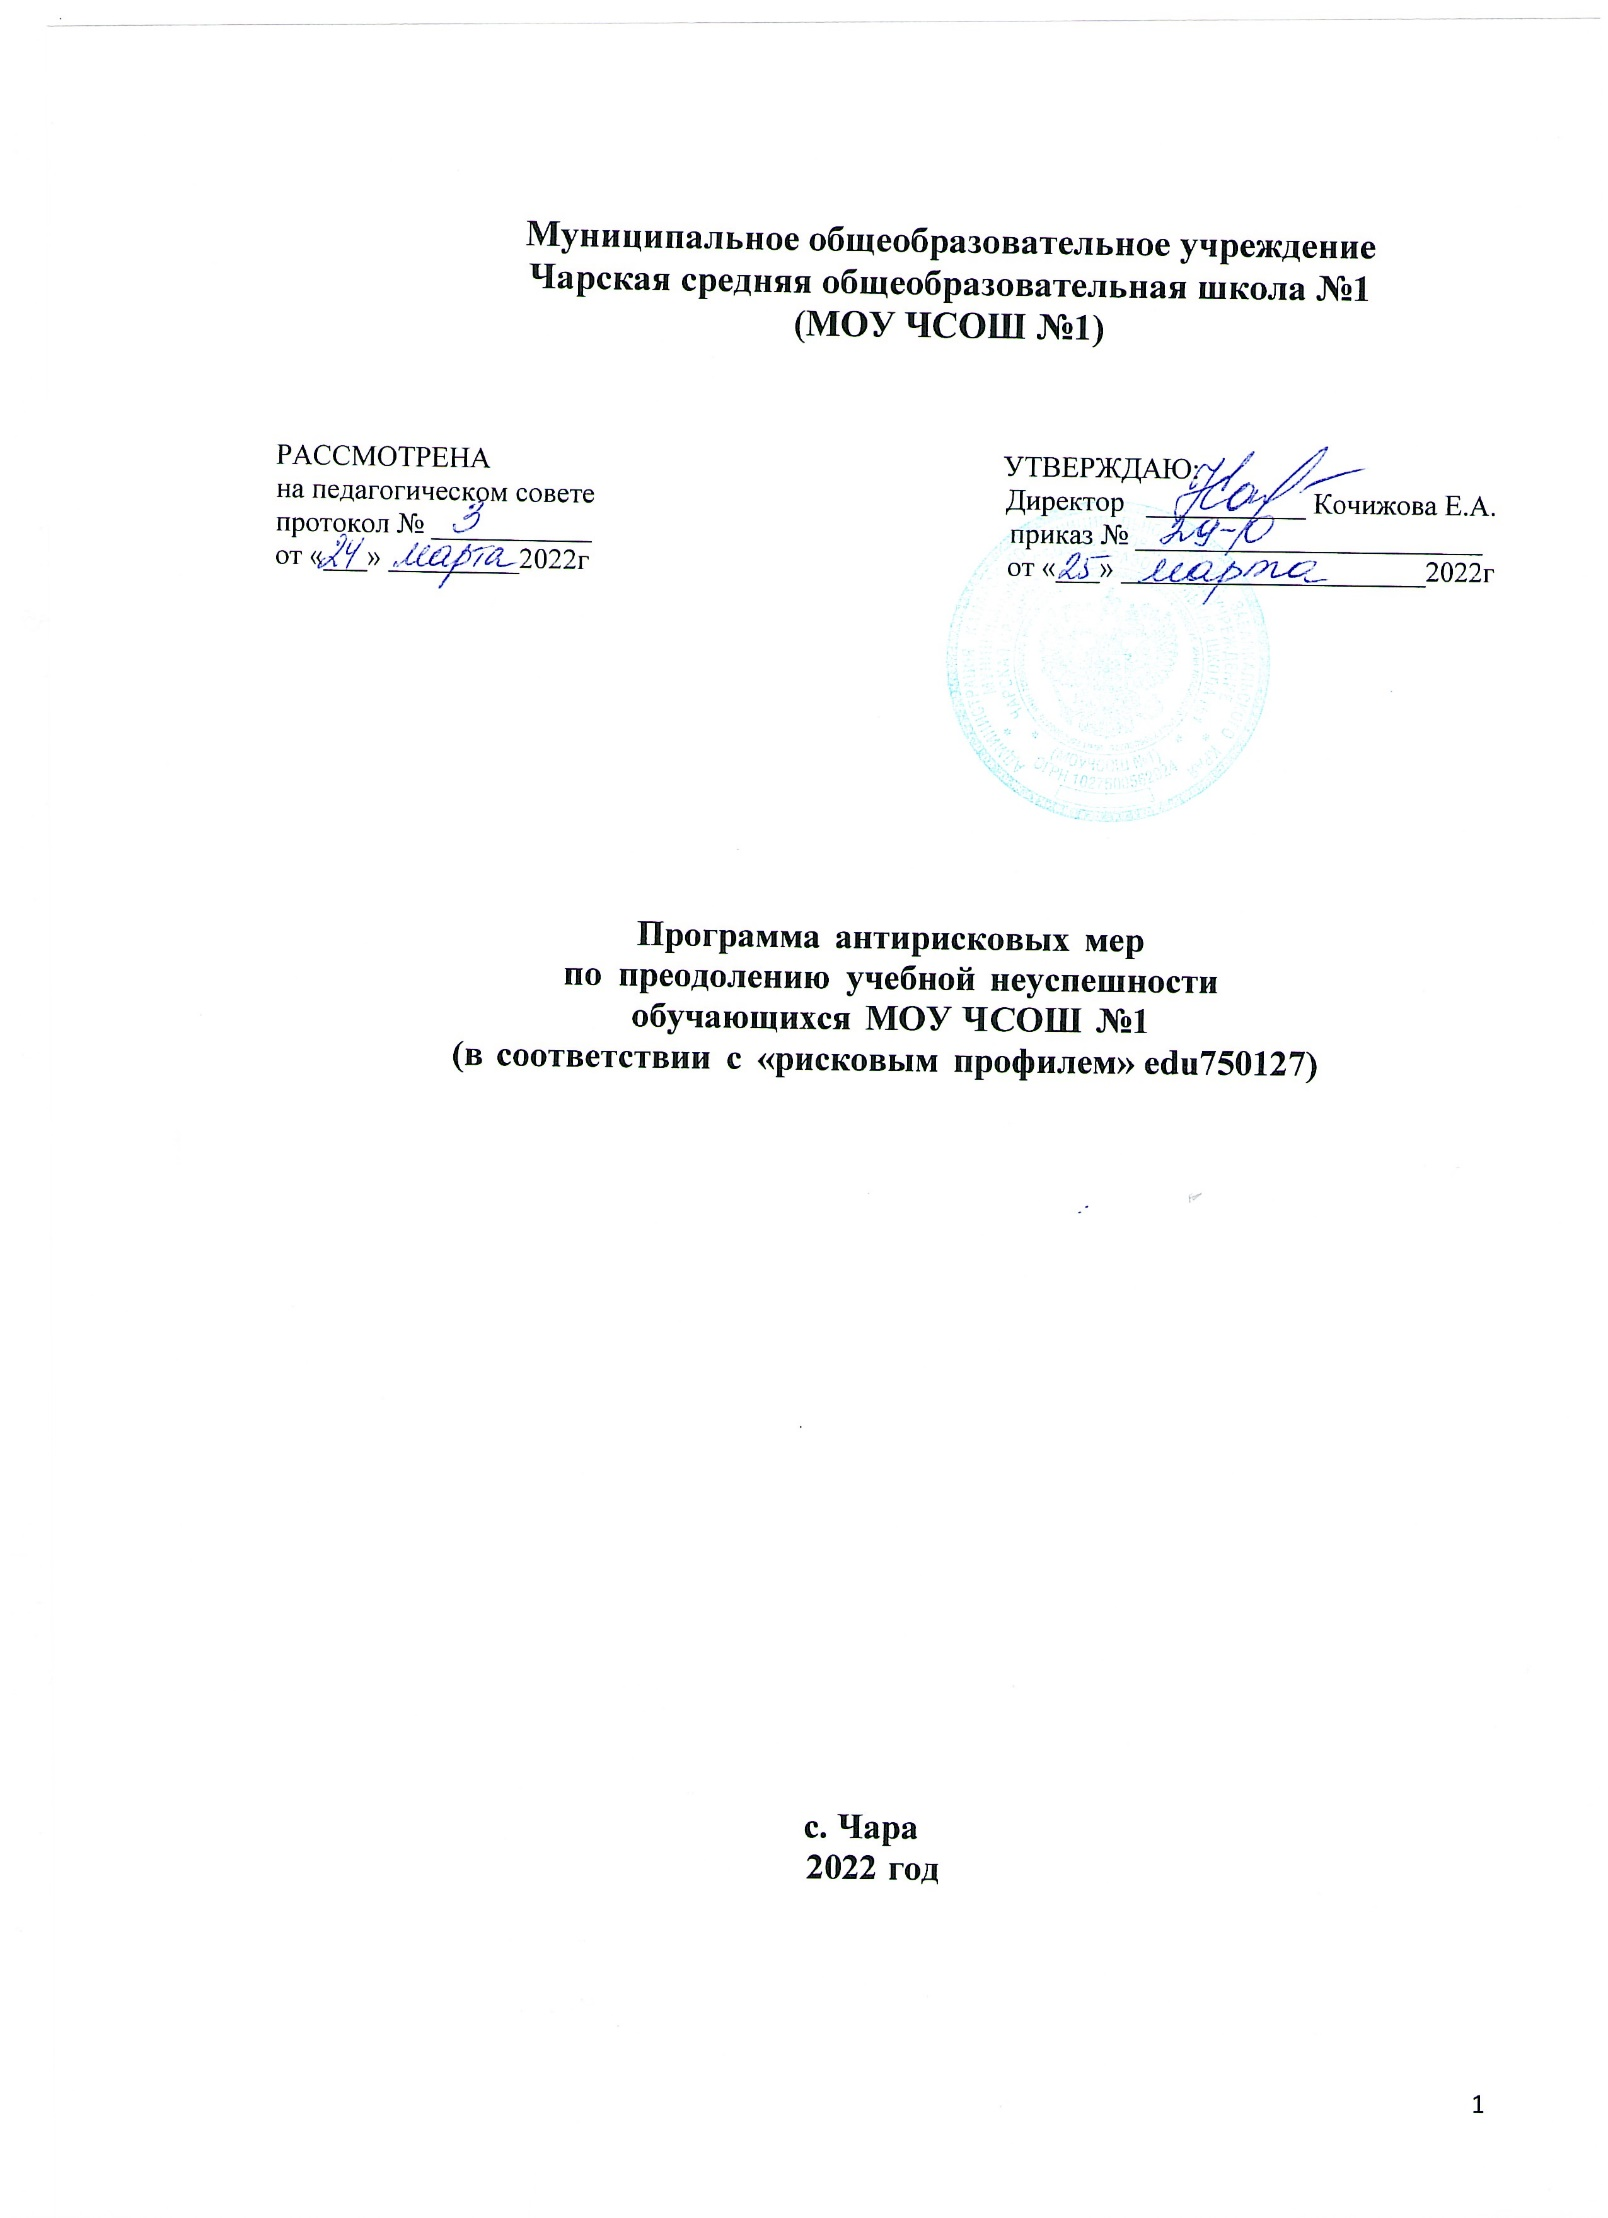 Муниципальное общеобразовательное учреждение
Чарская средняя общеобразовательная школа №1
(МОУ ЧСОШ №1)
РАССМОТРЕНА
на педагогическом совете
протокол № 3
от «24» марта 2022г
УТВЕРЖДАЮ:
Директор ___________ Кочижова Е.А.
приказ № 29-р
от «25» марта 2022г
Программа антирисковых мер
по преодолению учебной неуспешности
обучающихся МОУ ЧСОШ №1
(в соответствии с «рисковым профилем» edu750127)
с. Чара
2022 год
1